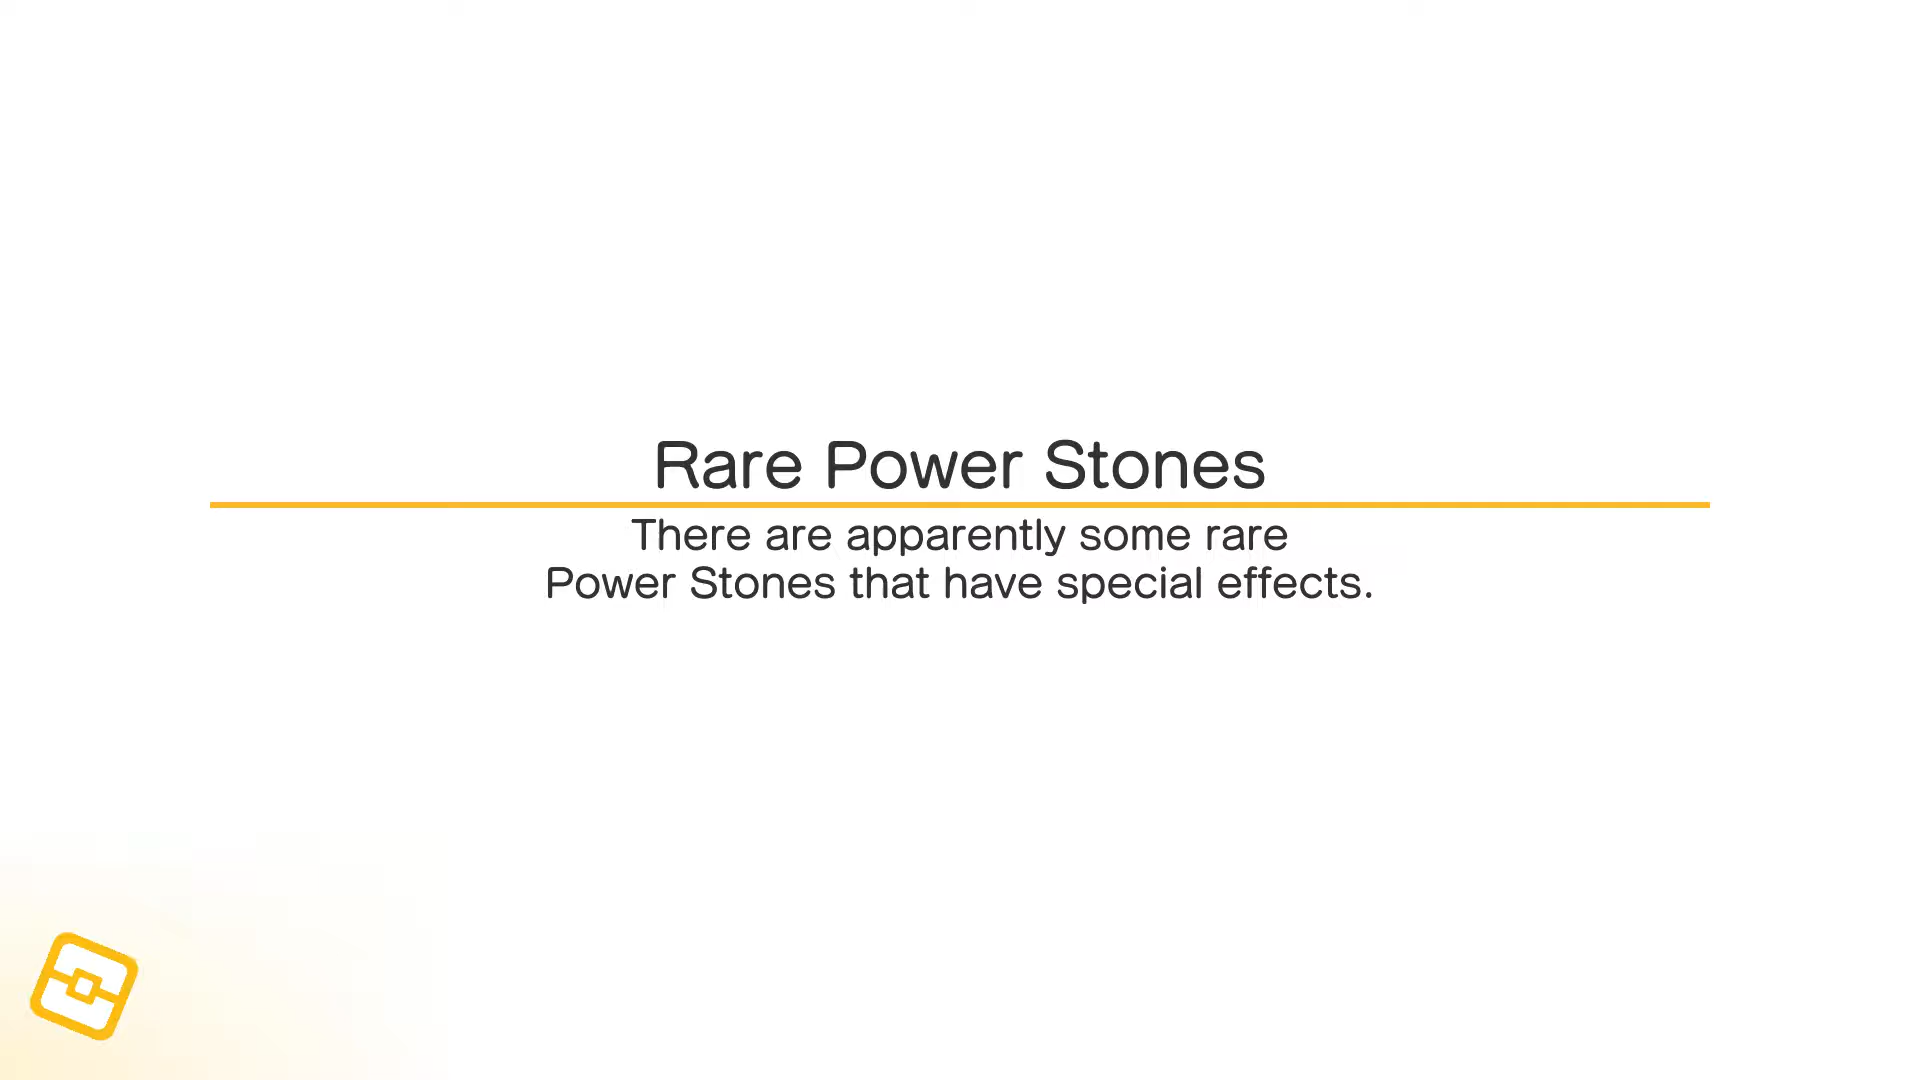 Rare Power Stones
There are apparently some rare
Power Stones that have special effects.